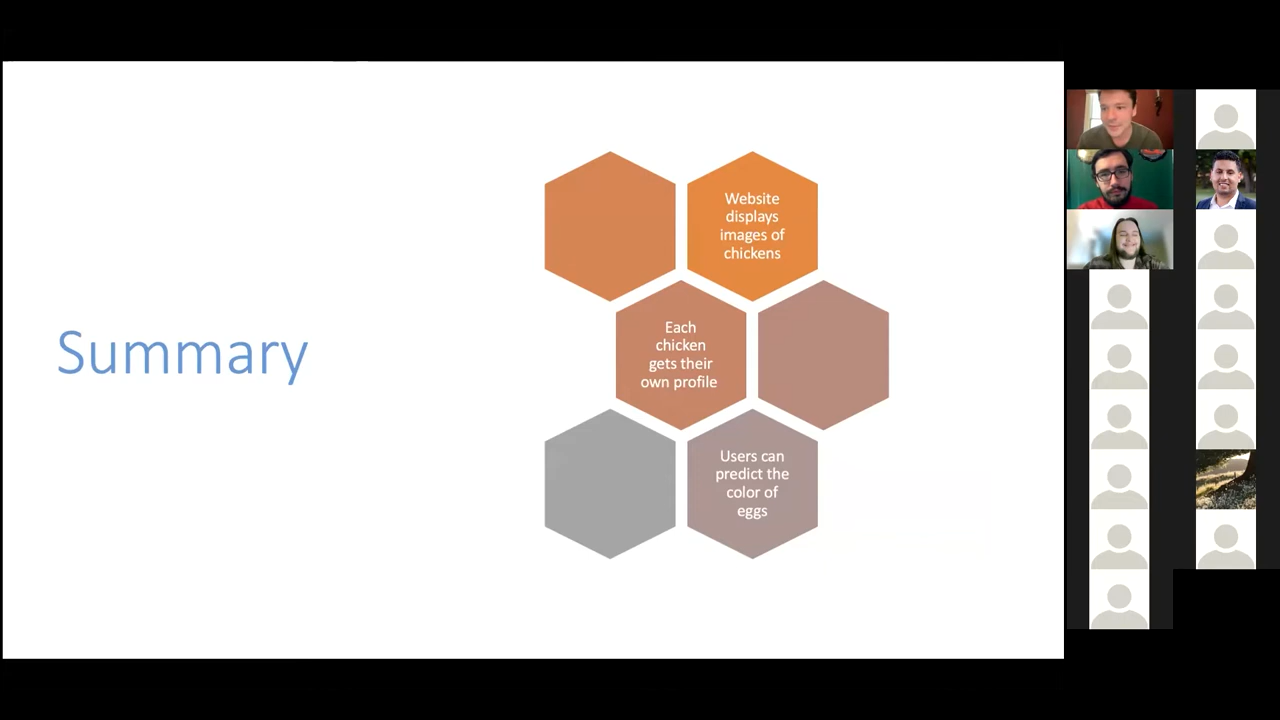 Summary
Website
displays
images of
chickens
Each
chicken
gets their
own profile
Users can
predict the
color of
eggs